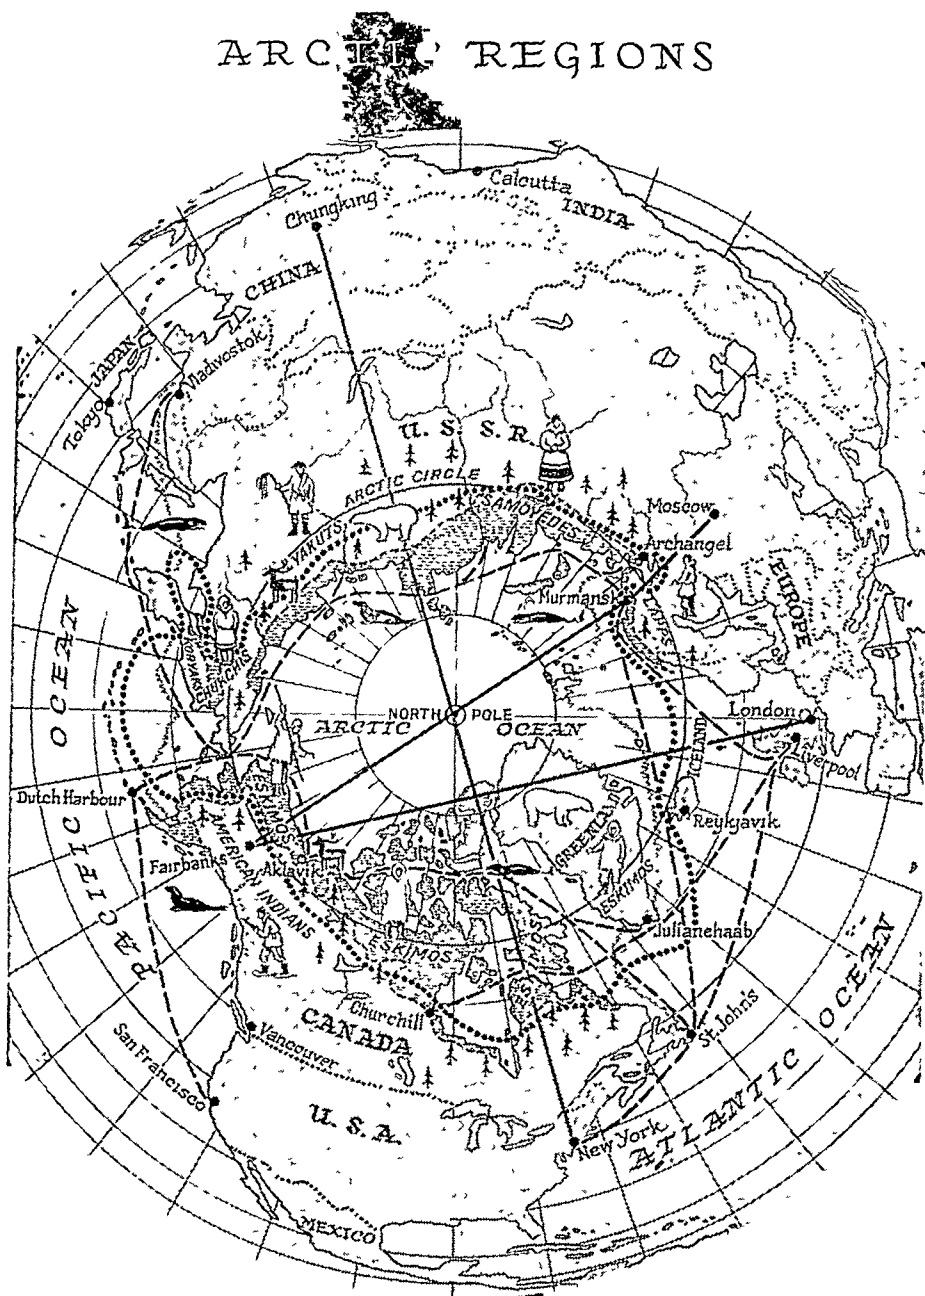 ARCTIC REGIONS
Calcutta
INDIA
Chungking
CHINA
JAPAN
Tokyo
Vladivostok
U. S. S. R.
ARCTIC CIRCLE
SAMOYEDES
YAKUTS
Moscow
Archangel
Murmansk
EUROPE
LAPPS
PACIFIC OCEAN
NORTH POLE
ARCTIC OCEAN
London
Liverpool
ICELAND
Reykjavik
Dutch Harbour
Fairbanks
Aklavik
ESKIMOS
AMERICAN INDIANS
GREENLAND
ESKIMOS
Julianehaab
ESKIMOS
ESKIMOS
Churchill
CANADA
Vancouver
St. John's
San Francisco
U. S. A.
New York
ATLANTIC OCEAN
MEXICO